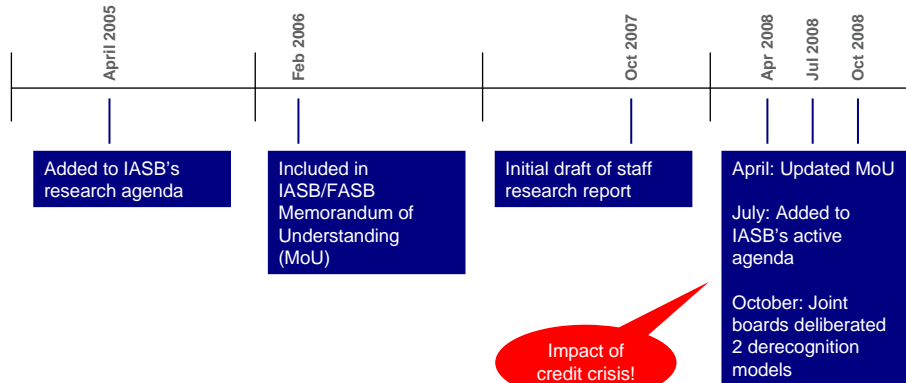 April 2005
Feb 2006
Oct 2007
Apr 2008
Jul 2008
Oct 2008
Added to IASB's
research agenda
Included in
IASB/FASB
Memorandum of
Understanding
(MoU)
Initial draft of staff
research report
April: Updated MoU
July: Added to
IASB's active
agenda
October: Joint
boards deliberated
2 derecognition
models
Impact of
credit crisis!